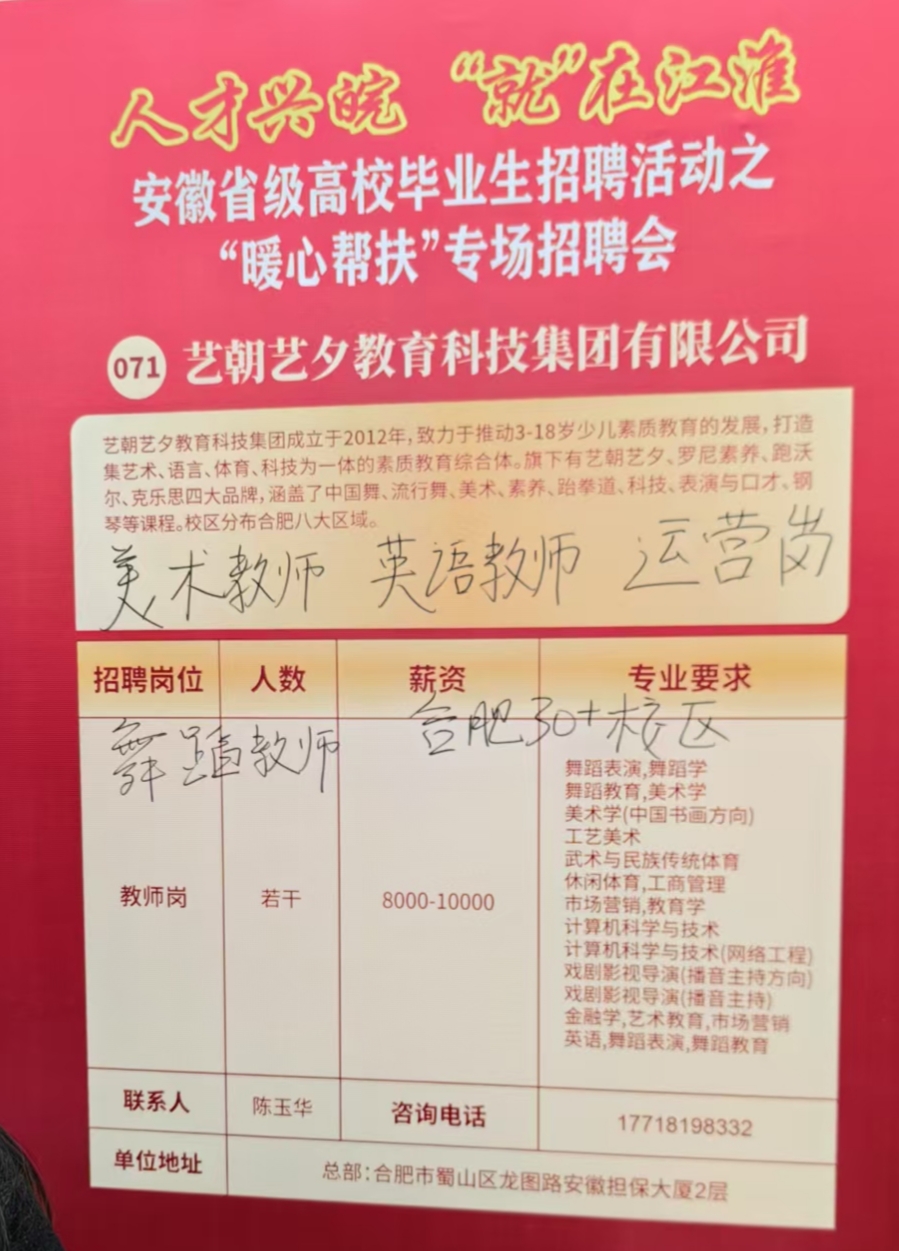 人才兴皖 “就”在江淮
安徽省级高校毕业生招聘活动之
“暖心帮扶”专场招聘会
071 艺朝艺夕教育科技集团有限公司
艺朝艺夕教育科技集团成立于2012年,致力于推动3-18岁少儿素质教育的发展,打造
集艺术、语言、体育、科技为一体的素质教育综合体。旗下有艺朝艺夕、罗尼素养、跑沃
尔、克乐思四大品牌,涵盖了中国舞、流行舞、美术、素养、跆拳道、科技、表演与口才、钢
琴等课程。校区分布合肥八大区域。
美术教师 英语教师 运营岗
招聘岗位 人数 薪资 专业要求
舞蹈教师 合肥30+校区
舞蹈表演,舞蹈学
舞蹈教育,美术学
美术学(中国书画方向)
工艺美术
武术与民族传统体育
教师岗 若干 8000-10000 休闲体育,工商管理
市场营销,教育学
计算机科学与技术
计算机科学与技术(网络工程)
戏剧影视导演(播音主持方向)
戏剧影视导演(播音主持)
金融学,艺术教育,市场营销
英语,舞蹈表演,舞蹈教育
联系人 陈玉华 咨询电话 17718198332
单位地址 总部:合肥市蜀山区龙图路安徽担保大厦2层